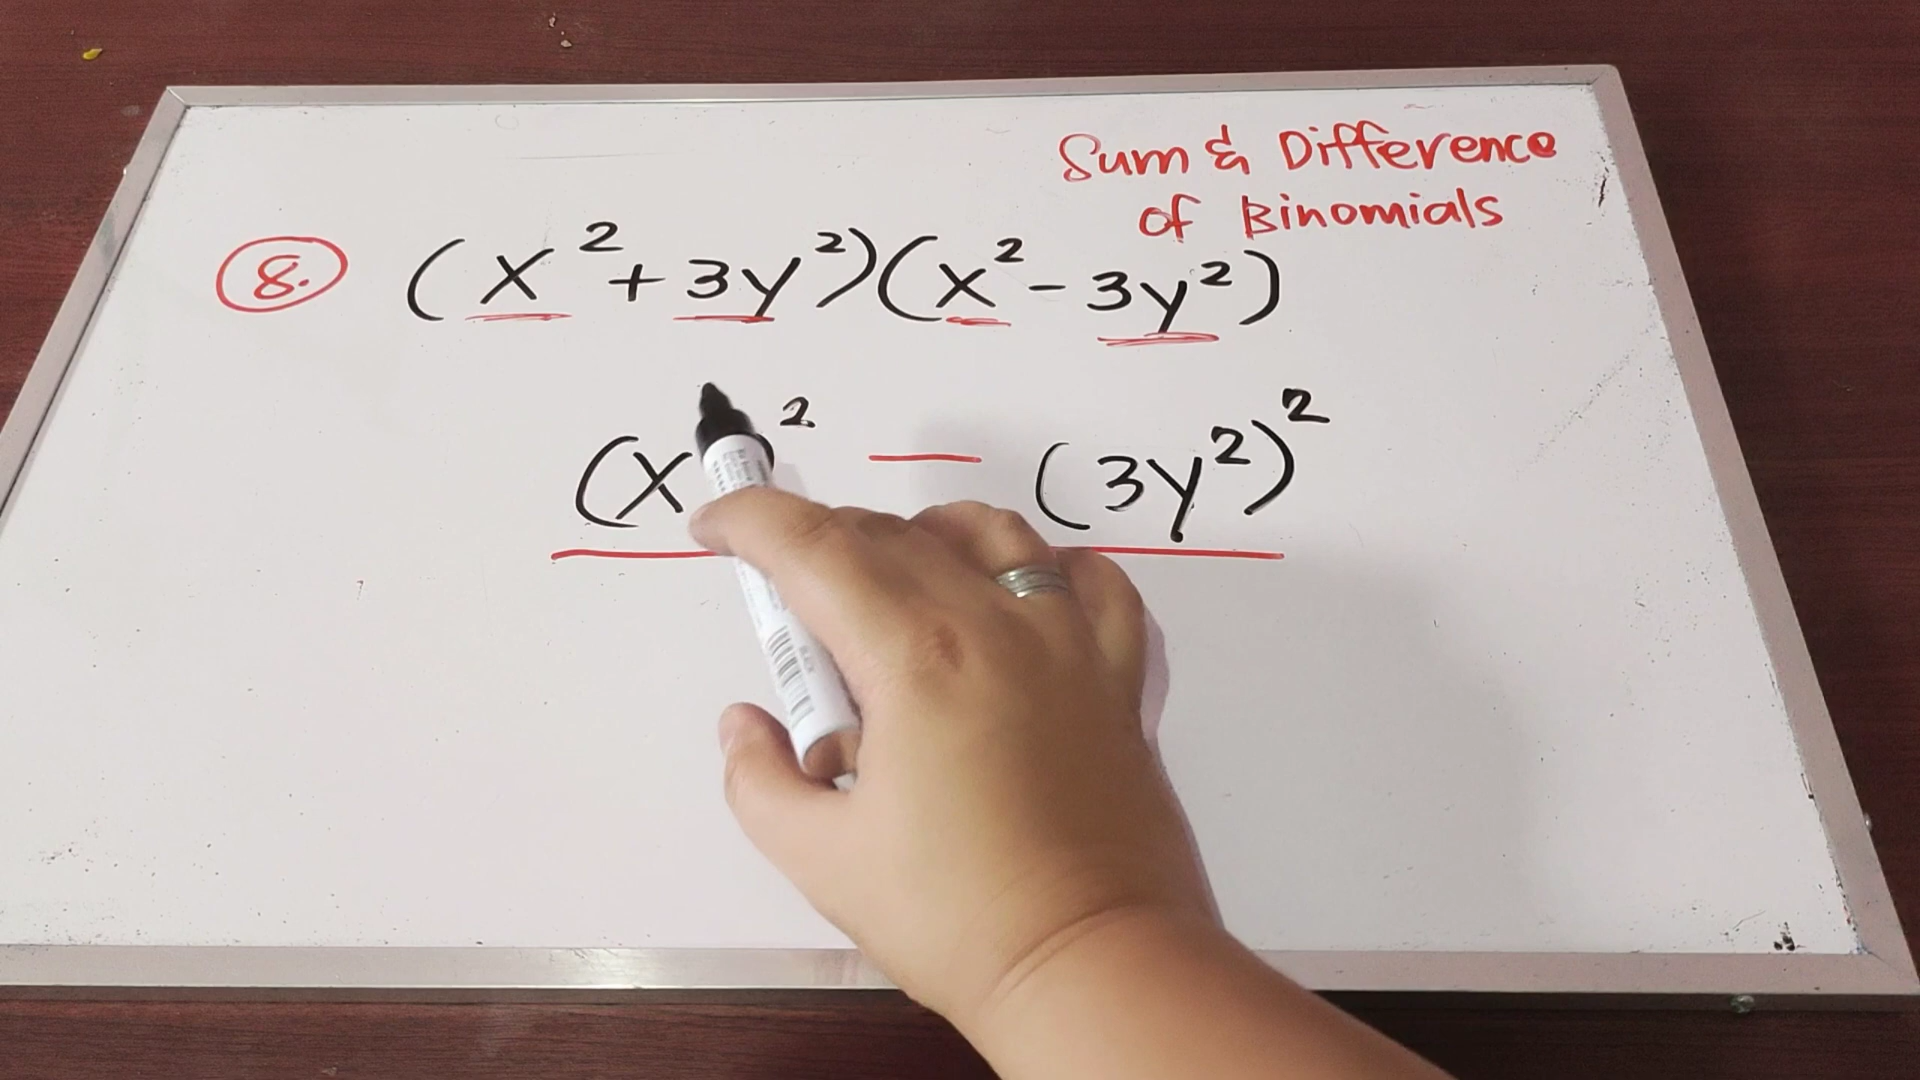 Sum & Difference
of Binomials
8. (x² + 3y²)(x² - 3y²)
(x ² — (3y²)²